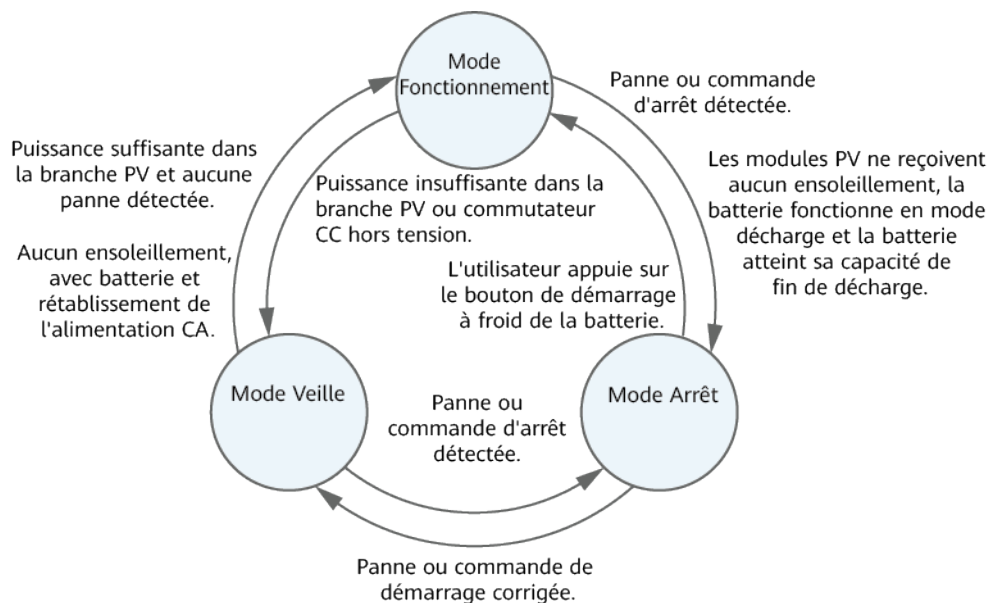 Mode
Fonctionnement
Panne ou commande
d'arrêt détectée.
Puissance suffisante dans
la branche PV et aucune
panne détectée.
Les modules PV ne reçoivent
aucun ensoleillement, la
batterie fonctionne en mode
décharge et la batterie
atteint sa capacité de
fin de décharge.
Puissance insuffisante dans la
branche PV ou commutateur
CC hors tension.
Aucun ensoleillement,
avec batterie et
rétablissement de
l'alimentation CA.
L'utilisateur appuie sur
le bouton de démarrage
à froid de la batterie.
Mode Veille
Mode Arrêt
Panne ou
commande d'arrêt
détectée.
Panne ou commande de
démarrage corrigée.